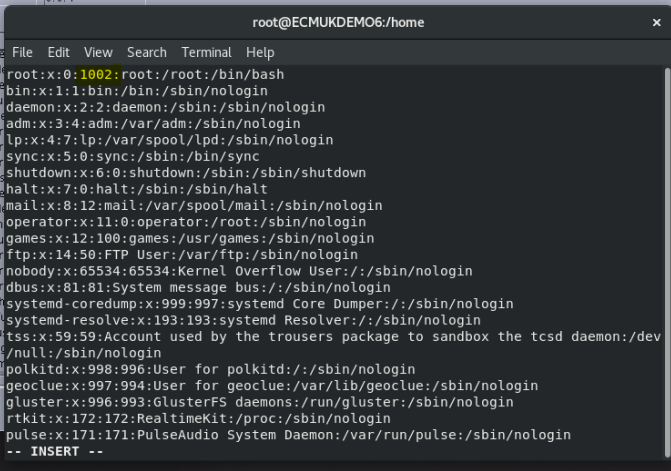 root@ECMUKDEMO6:/home
×
File Edit View Search Terminal Help
root:x:0:1002:root:/root:/bin/bash
bin:x:1:1:bin:/bin:/sbin/nologin
daemon:x:2:2:daemon:/sbin:/sbin/nologin
adm:x:3:4:adm:/var/adm:/sbin/nologin
lp:x:4:7:lp:/var/spool/lpd:/sbin/nologin
sync:x:5:0:sync:/sbin:/bin/sync
shutdown:x:6:0:shutdown:/sbin:/sbin/shutdown
halt:x:7:0:halt:/sbin:/sbin/halt
mail:x:8:12:mail:/var/spool/mail:/sbin/nologin
operator:x:11:0:operator:/root:/sbin/nologin
games:x:12:100:games:/usr/games:/sbin/nologin
ftp:x:14:50:FTP User:/var/ftp:/sbin/nologin
nobody:x:65534:65534:Kernel Overflow User:/:/sbin/nologin
dbus:x:81:81:System message bus:/:/sbin/nologin
systemd-coredump:x:999:997:systemd Core Dumper:/:/sbin/nologin
systemd-resolve:x:193:193:systemd Resolver:/:/sbin/nologin
tss:x:59:59:Account used by the trousers package to sandbox the tcsd daemon:/dev
/null:/sbin/nologin
polkitd:x:998:996:User for polkitd:/:/sbin/nologin
geoclue:x:997:994:User for geoclue:/var/lib/geoclue:/sbin/nologin
gluster:x:996:993:GlusterFS daemons:/run/gluster:/sbin/nologin
rtkit:x:172:172:RealtimeKit:/proc:/sbin/nologin
pulse:x:171:171:PulseAudio System Daemon:/var/run/pulse:/sbin/nologin
-- INSERT --